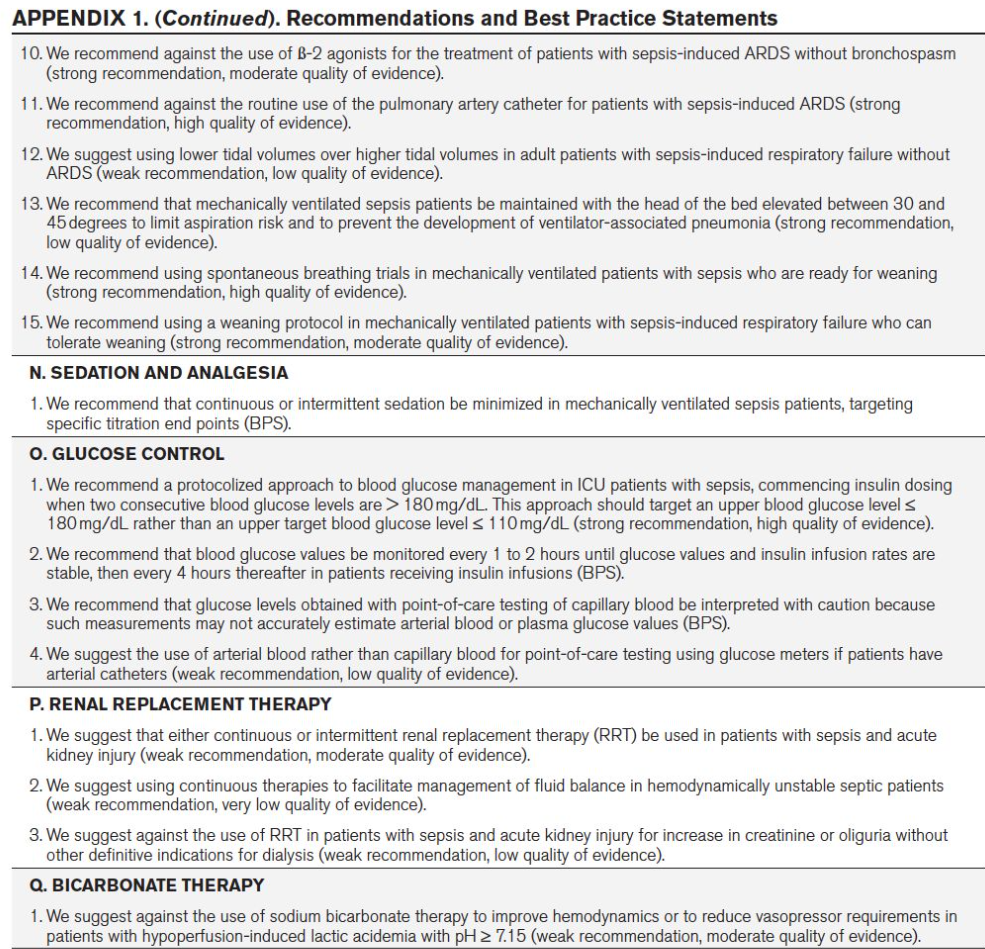 APPENDIX 1. (Continued). Recommendations and Best Practice Statements
10. We recommend against the use of ß-2 agonists for the treatment of patients with sepsis-induced ARDS without bronchospasm
(strong recommendation, moderate quality of evidence).
11. We recommend against the routine use of the pulmonary artery catheter for patients with sepsis-induced ARDS (strong
recommendation, high quality of evidence).
12. We suggest using lower tidal volumes over higher tidal volumes in adult patients with sepsis-induced respiratory failure without
ARDS (weak recommendation, low quality of evidence).
13. We recommend that mechanically ventilated sepsis patients be maintained with the head of the bed elevated between 30 and
45 degrees to limit aspiration risk and to prevent the development of ventilator-associated pneumonia (strong recommendation,
low quality of evidence).
14. We recommend using spontaneous breathing trials in mechanically ventilated patients with sepsis who are ready for weaning
(strong recommendation, high quality of evidence).
15. We recommend using a weaning protocol in mechanically ventilated patients with sepsis-induced respiratory failure who can
tolerate weaning (strong recommendation, moderate quality of evidence).
N. SEDATION AND ANALGESIA
1. We recommend that continuous or intermittent sedation be minimized in mechanically ventilated sepsis patients, targeting
specific titration end points (BPS).
O. GLUCOSE CONTROL
1. We recommend a protocolized approach to blood glucose management in ICU patients with sepsis, commencing insulin dosing
when two consecutive blood glucose levels are > 180 mg/dL. This approach should target an upper blood glucose level ≤
180 mg/dL rather than an upper target blood glucose level ≤ 110 mg/dL (strong recommendation, high quality of evidence).
2. We recommend that blood glucose values be monitored every 1 to 2 hours until glucose values and insulin infusion rates are
stable, then every 4 hours thereafter in patients receiving insulin infusions (BPS).
3. We recommend that glucose levels obtained with point-of-care testing of capillary blood be interpreted with caution because
such measurements may not accurately estimate arterial blood or plasma glucose values (BPS).
4. We suggest the use of arterial blood rather than capillary blood for point-of-care testing using glucose meters if patients have
arterial catheters (weak recommendation, low quality of evidence).
P. RENAL REPLACEMENT THERAPY
1. We suggest that either continuous or intermittent renal replacement therapy (RRT) be used in patients with sepsis and acute
kidney injury (weak recommendation, moderate quality of evidence).
2. We suggest using continuous therapies to facilitate management of fluid balance in hemodynamically unstable septic patients
(weak recommendation, very low quality of evidence).
3. We suggest against the use of RRT in patients with sepsis and acute kidney injury for increase in creatinine or oliguria without
other definitive indications for dialysis (weak recommendation, low quality of evidence).
Q. BICARBONATE THERAPY
1. We suggest against the use of sodium bicarbonate therapy to improve hemodynamics or to reduce vasopressor requirements in
patients with hypoperfusion-induced lactic acidemia with pH ≥ 7.15 (weak recommendation, moderate quality of evidence).